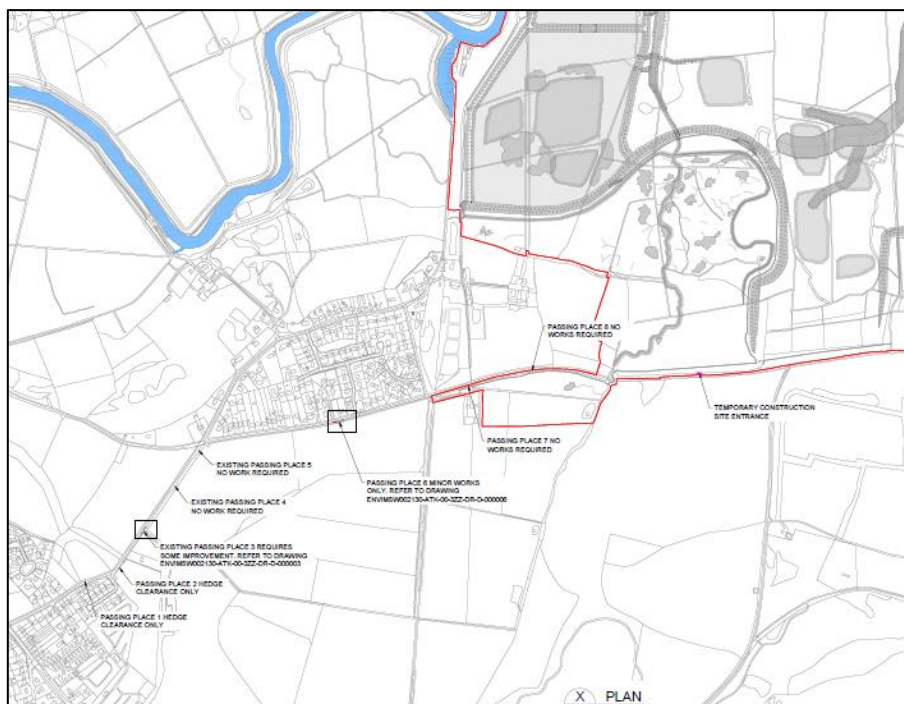 PASSING PLACE 8 NO
WORKS REQUIRED
TEMPORARY CONSTRUCTION
SITE ENTRANCE
PASSING PLACE 7 NO
WORKS REQUIRED
EXISTING PASSING PLACE 5
NO WORK REQUIRED
PASSING PLACE 6 MINOR WORKS
ONLY. REFER TO DRAWING
ENVIMSW002130-ATK-00-3ZZ-DR-D-000006
EXISTING PASSING PLACE 4
NO WORK REQUIRED
EXISTING PASSING PLACE 3 REQUIRES
SOME IMPROVEMENT. REFER TO DRAWING
ENVIMSW002130-ATK-00-3ZZ-DR-D-000003
PASSING PLACE 2 HEDGE
CLEARANCE ONLY
PASSING PLACE 1 HEDGE
CLEARANCE ONLY
X PLAN